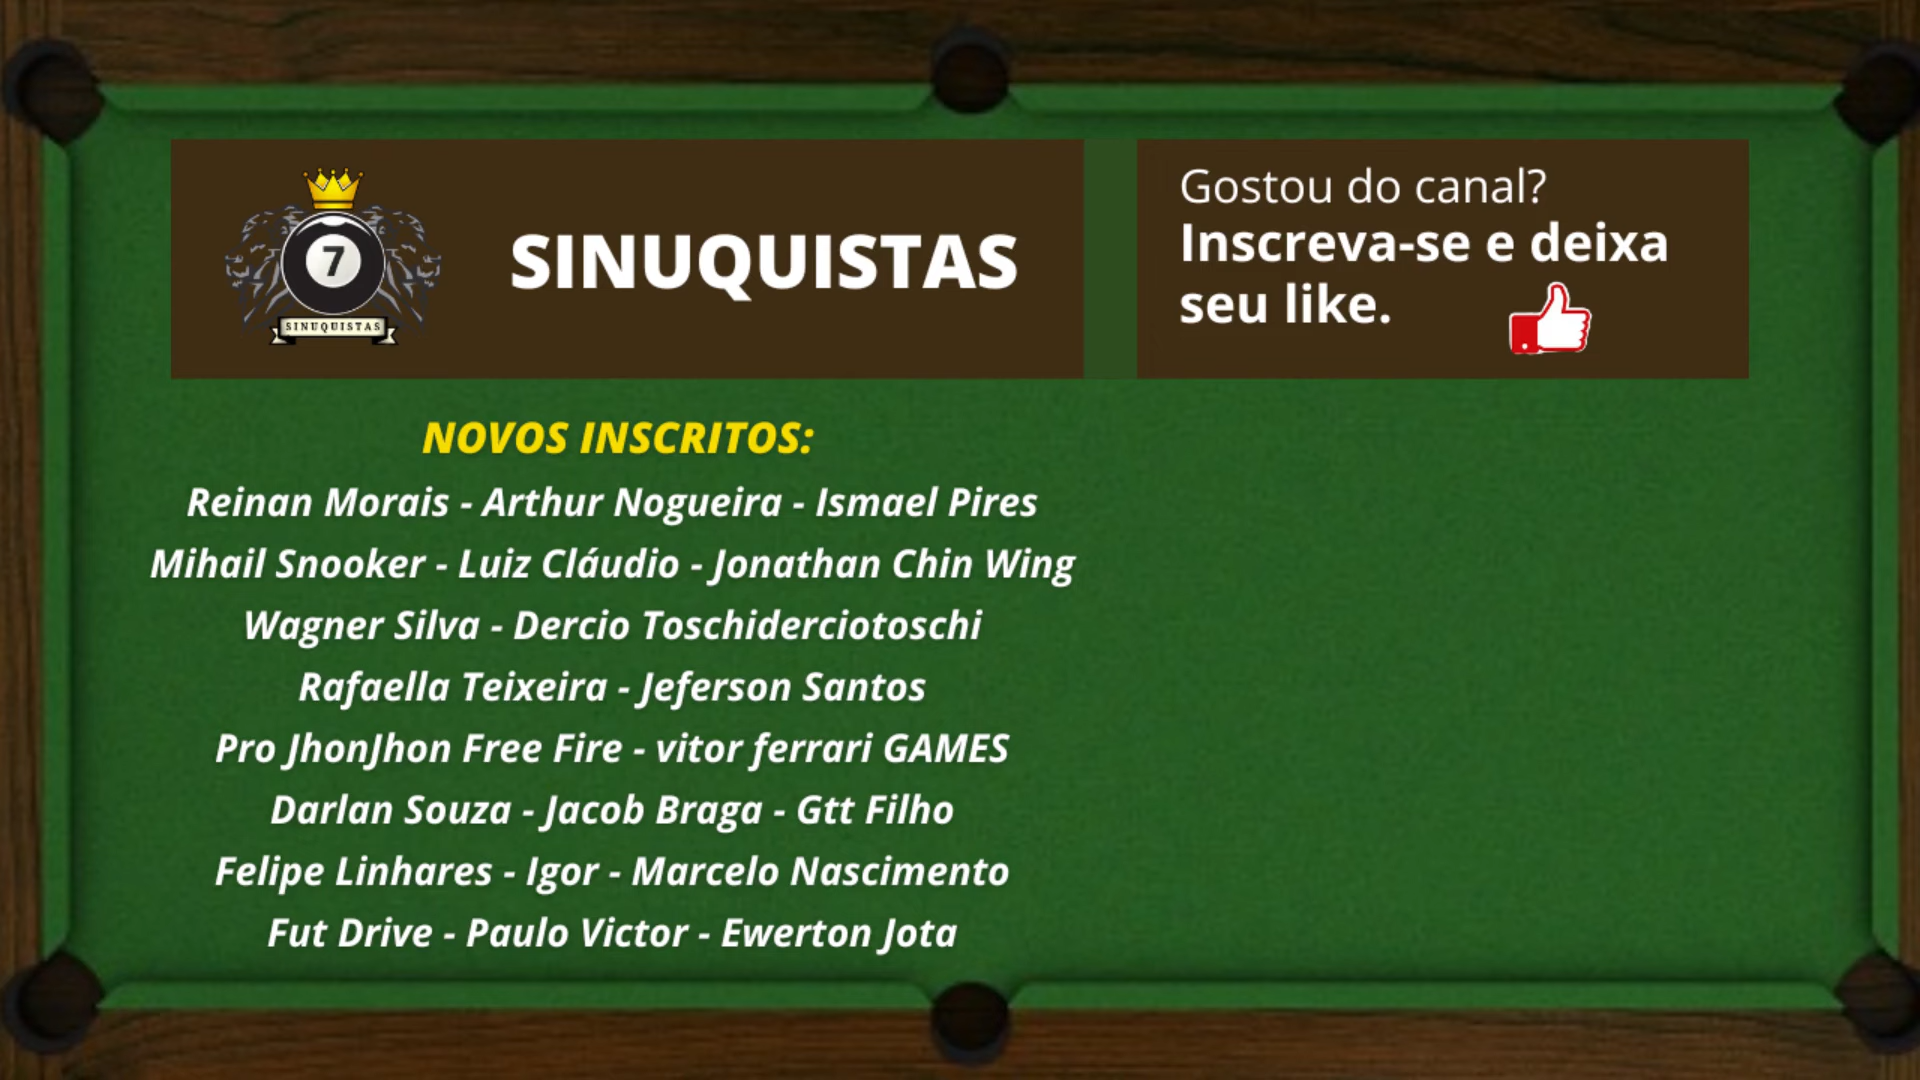 7
SINUQUISTAS
SINUQUISTAS
Gostou do canal?
Inscreva-se e deixa
seu like.
NOVOS INSCRITOS:
Reinan Morais - Arthur Nogueira - Ismael Pires
Mihail Snooker - Luiz Cláudio - Jonathan Chin Wing
Wagner Silva - Dercio Toschiderciotoschi
Rafaella Teixeira - Jeferson Santos
Pro JhonJhon Free Fire - vitor ferrari GAMES
Darlan Souza - Jacob Braga - Gtt Filho
Felipe Linhares - Igor - Marcelo Nascimento
Fut Drive - Paulo Victor - Ewerton Jota